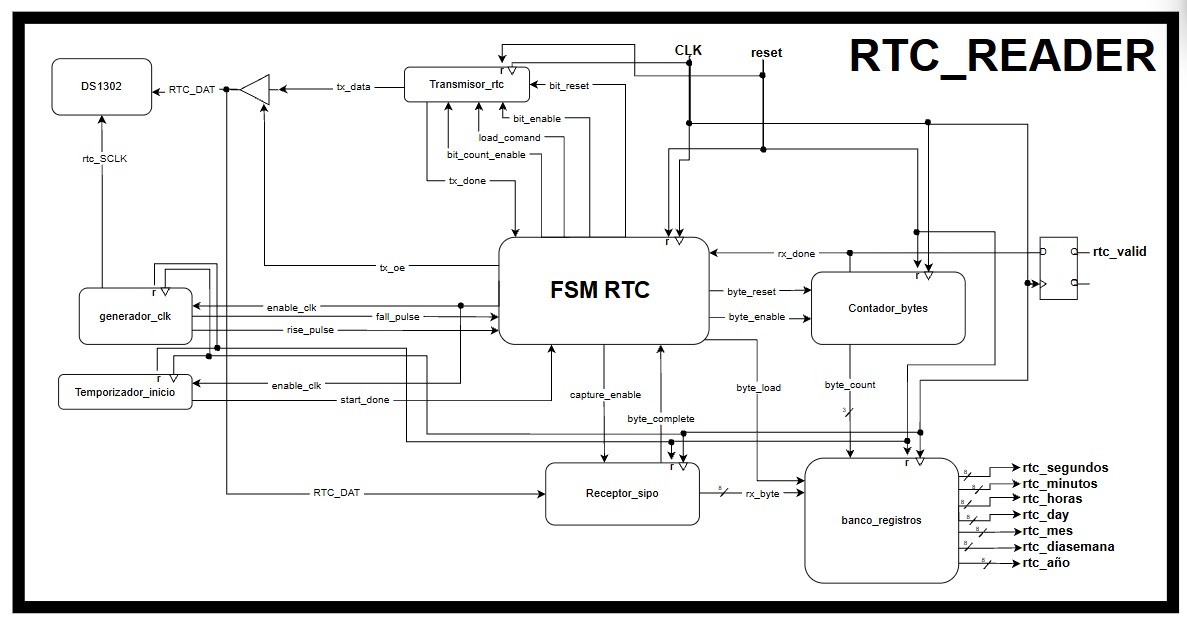 RTC_READER
CLK
reset
DS1302
RTC_DAT
tx_data
Transmisor_rtc
r
bit_reset
bit_enable
load_comand
bit_count_enable
tx_done
rtc_SCLK
r
tx_oe
FSM RTC
rx_done
r
D
Q
Q
rtc_valid
r
generador_clk
enable_clk
fall_pulse
rise_pulse
byte_reset
byte_enable
Contador_bytes
r
Temporizador_inicio
enable_clk
start_done
capture_enable
byte_complete
byte_load
byte_count
3
r
r
RTC_DAT
Receptor_sipo
8
rx_byte
banco_registros
8
rtc_segundos
8
rtc_minutos
8
rtc_horas
8
rtc_day
8
rtc_mes
8
rtc_diasemana
8
rtc_año